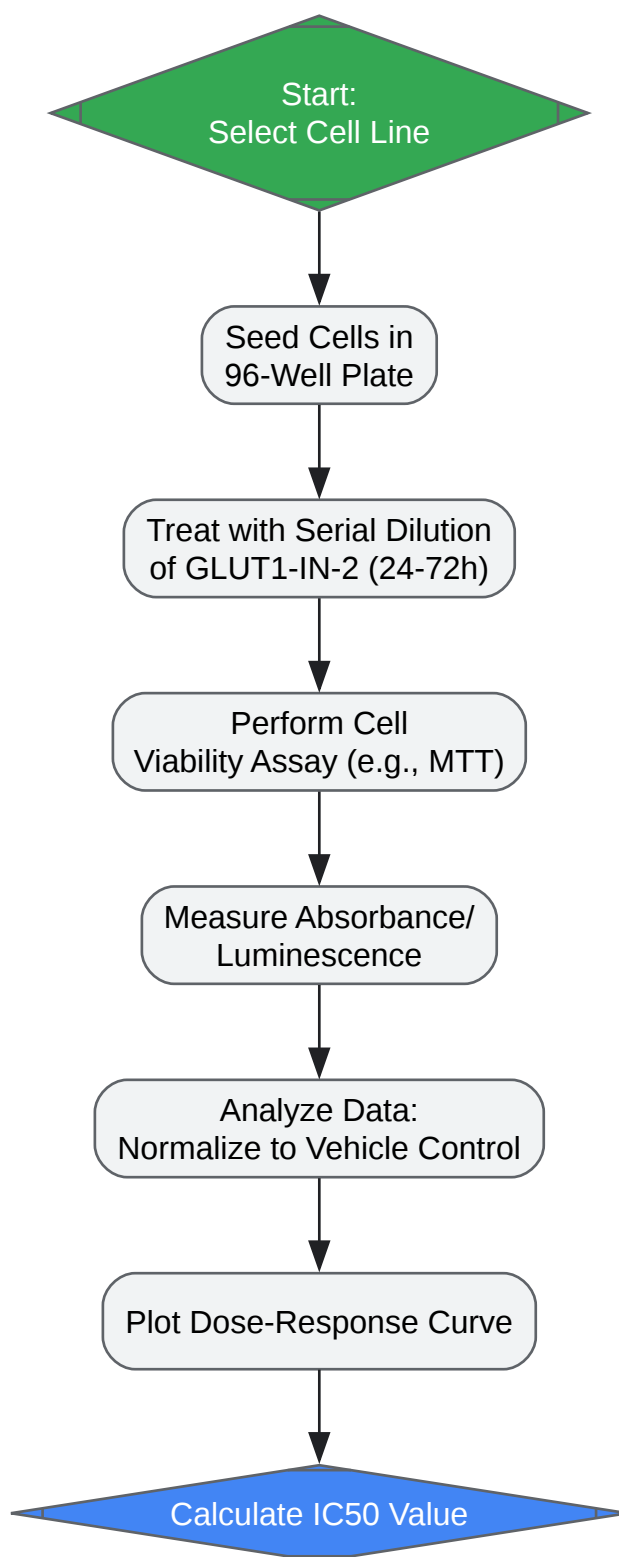 Start:
Select Cell Line
Seed Cells in
96-Well Plate
Treat with Serial Dilution
of GLUT1-IN-2 (24-72h)
Perform Cell
Viability Assay (e.g., MTT)
Measure Absorbance/
Luminescence
Analyze Data:
Normalize to Vehicle Control
Plot Dose-Response Curve
Calculate IC50 Value